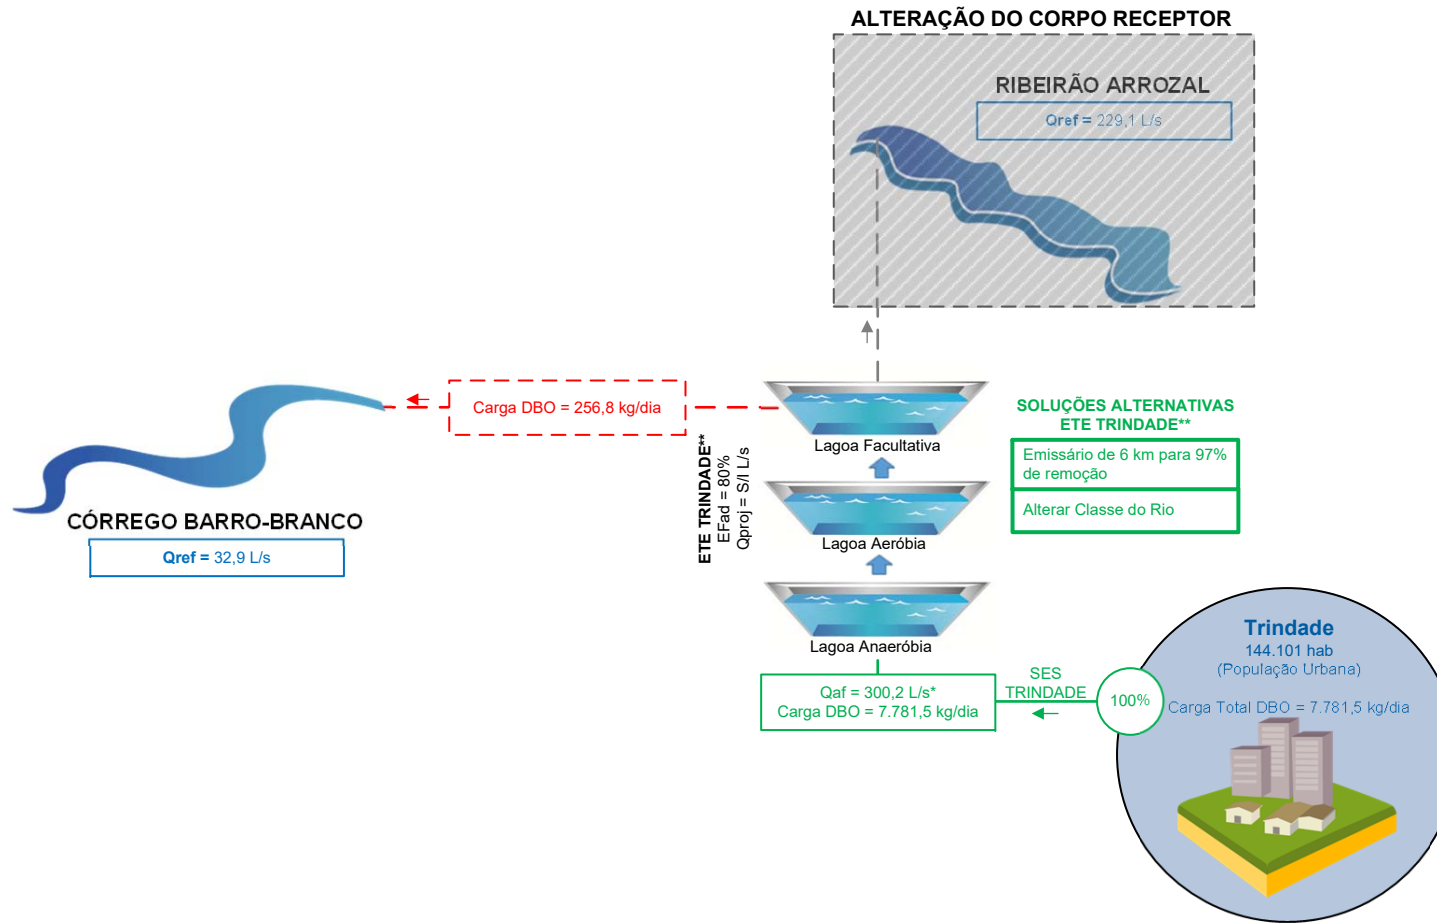 ALTERAÇÃO DO CORPO RECEPTOR
RIBEIRÃO ARROZAL
Qref = 229,1 L/s
Carga DBO = 256,8 kg/dia
CÓRREGO BARRO-BRANCO
Qref = 32,9 L/s
ETE TRINDADE**
EFad = 80%
Qproj = S/I L/s
Lagoa Facultativa
Lagoa Aeróbia
Lagoa Anaeróbia
SOLUÇÕES ALTERNATIVAS
ETE TRINDADE**
Emissário de 6 km para 97%
de remoção
Alterar Classe do Rio
Qaf = 300,2 L/s*
Carga DBO = 7.781,5 kg/dia
SES
TRINDADE
100%
Trindade
144.101 hab
(População Urbana)
Carga Total DBO = 7.781,5 kg/dia